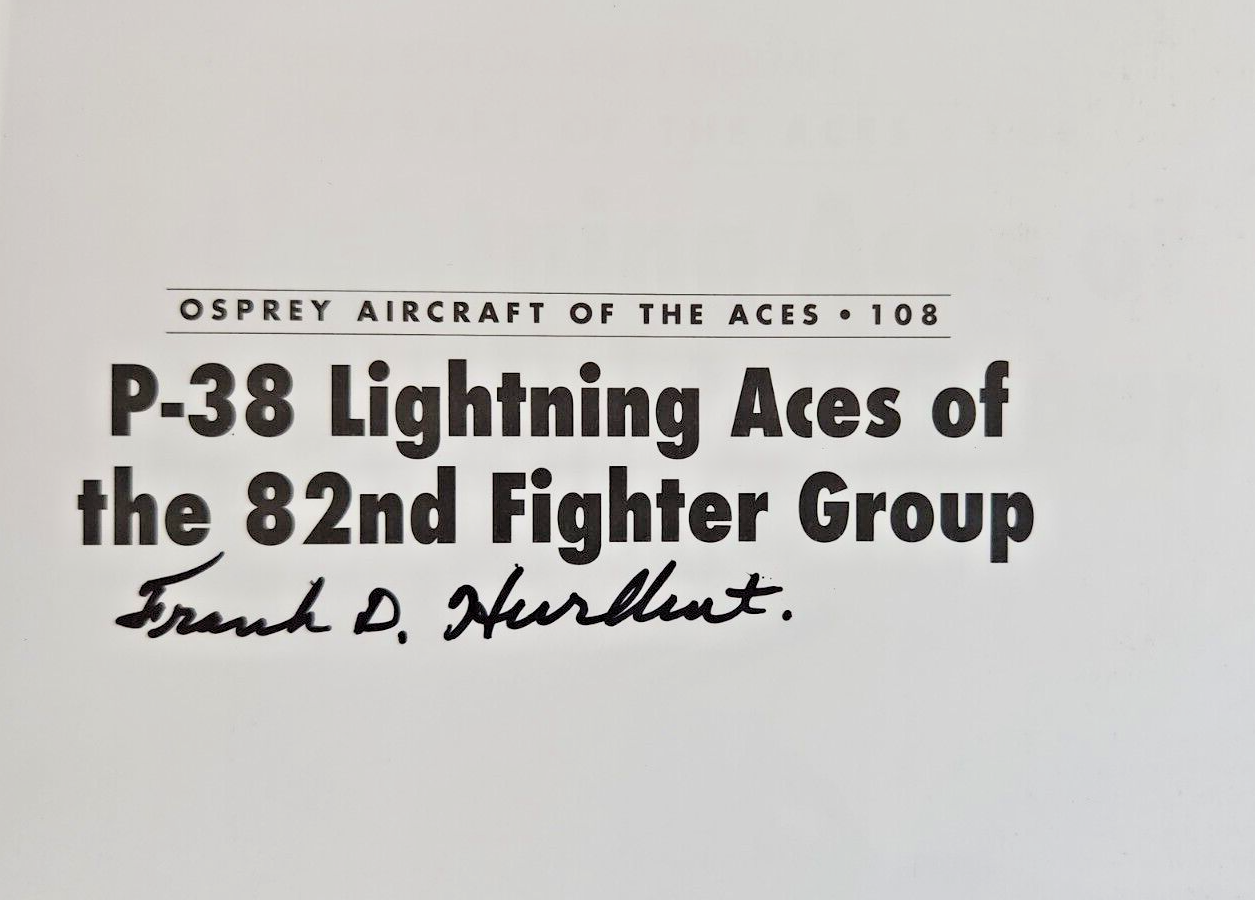 OSPREY AIRCRAFT OF THE ACES • 108
P-38 Lightning Aces of
the 82nd Fighter Group
Frank D. Hurlbut.